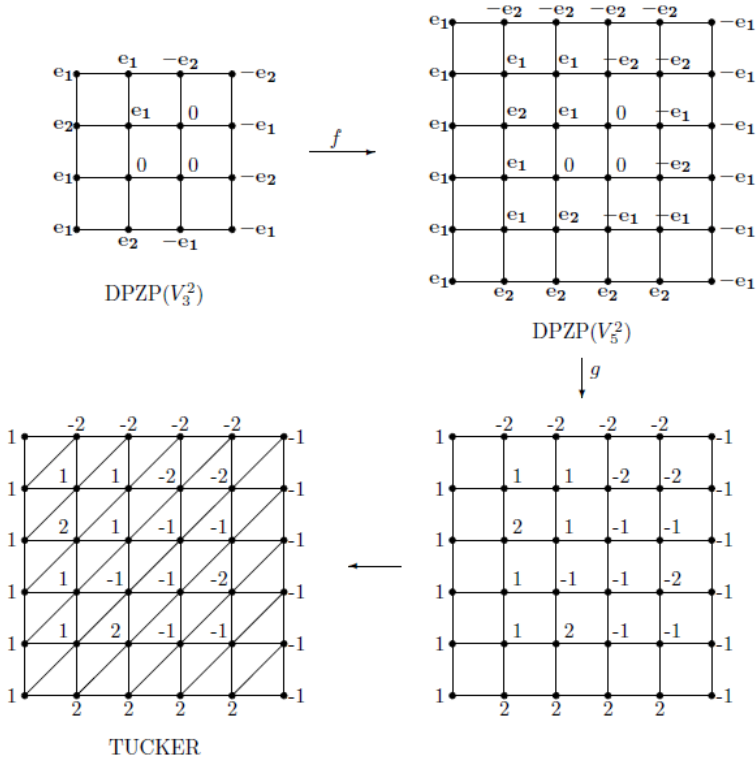 e₁ e₁ −e₂ −e₂
e₂ e₁ 0 −e₁
e₁ 0 0 −e₂
e₁ e₂ −e₁ −e₁
DPZP(V₃²)
f
e₁ −e₂ −e₂ −e₂ −e₂ −e₁
e₁ e₁ e₁ −e₂ −e₂ −e₁
e₁ e₂ e₁ 0 −e₁ −e₁
e₁ e₁ 0 0 −e₂ −e₁
e₁ e₁ e₂ −e₁ −e₁ −e₁
e₁ e₂ e₂ e₂ e₂ −e₁
DPZP(V₅²)
g
1 -2 -2 -2 -2 -1
1 1 1 -2 -2 -1
1 2 1 -1 -1 -1
1 1 -1 -1 -2 -1
1 1 2 -1 -1 -1
1 2 2 2 2 -1
1 -2 -2 -2 -2 -1
1 1 1 -2 -2 -1
1 2 1 -1 -1 -1
1 1 -1 -1 -2 -1
1 1 2 -1 -1 -1
1 2 2 2 2 -1
TUCKER